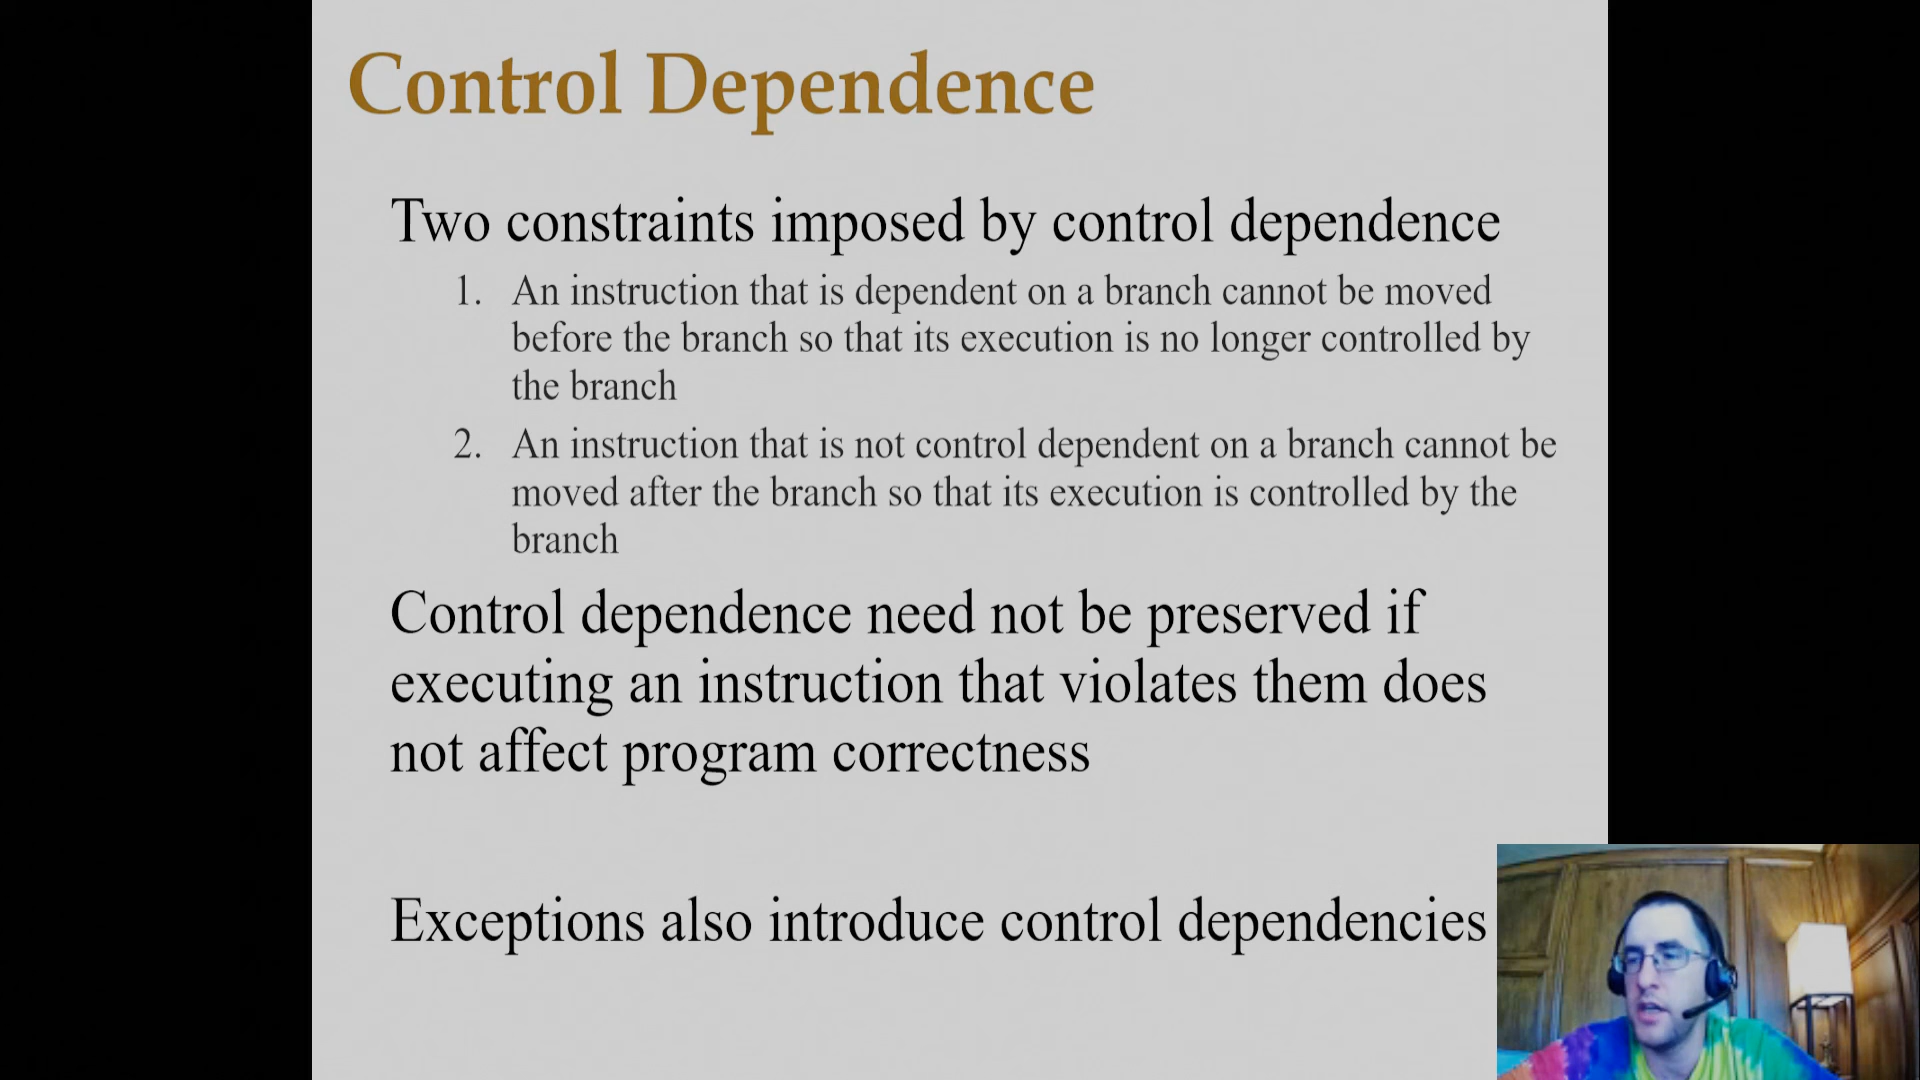 Control Dependence
Two constraints imposed by control dependence
1. An instruction that is dependent on a branch cannot be moved
before the branch so that its execution is no longer controlled by
the branch
2. An instruction that is not control dependent on a branch cannot be
moved after the branch so that its execution is controlled by the
branch
Control dependence need not be preserved if
executing an instruction that violates them does
not affect program correctness
Exceptions also introduce control dependencies